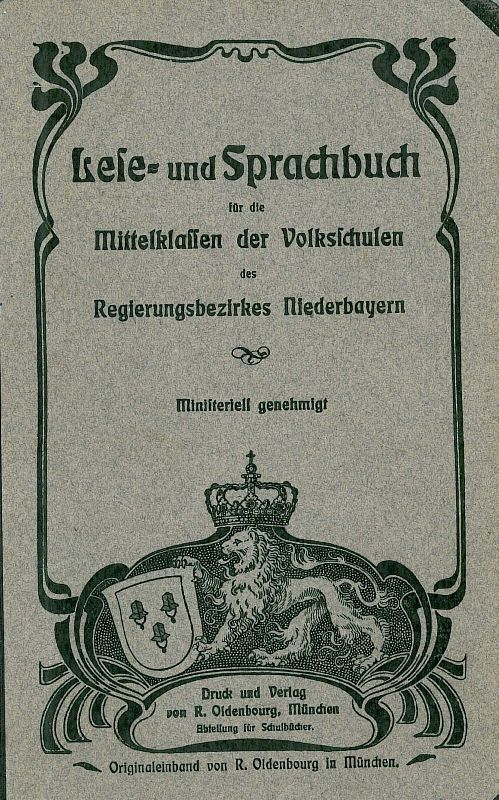 Lese- und Sprachbuch
für die
Mittelklassen der Volksschulen
des
Regierungsbezirkes Niederbayern
Ministeriell genehmigt
Druck und Verlag
von R. Oldenbourg, München
Abteilung für Schulbücher.
Originaleinband von R. Oldenbourg in München.